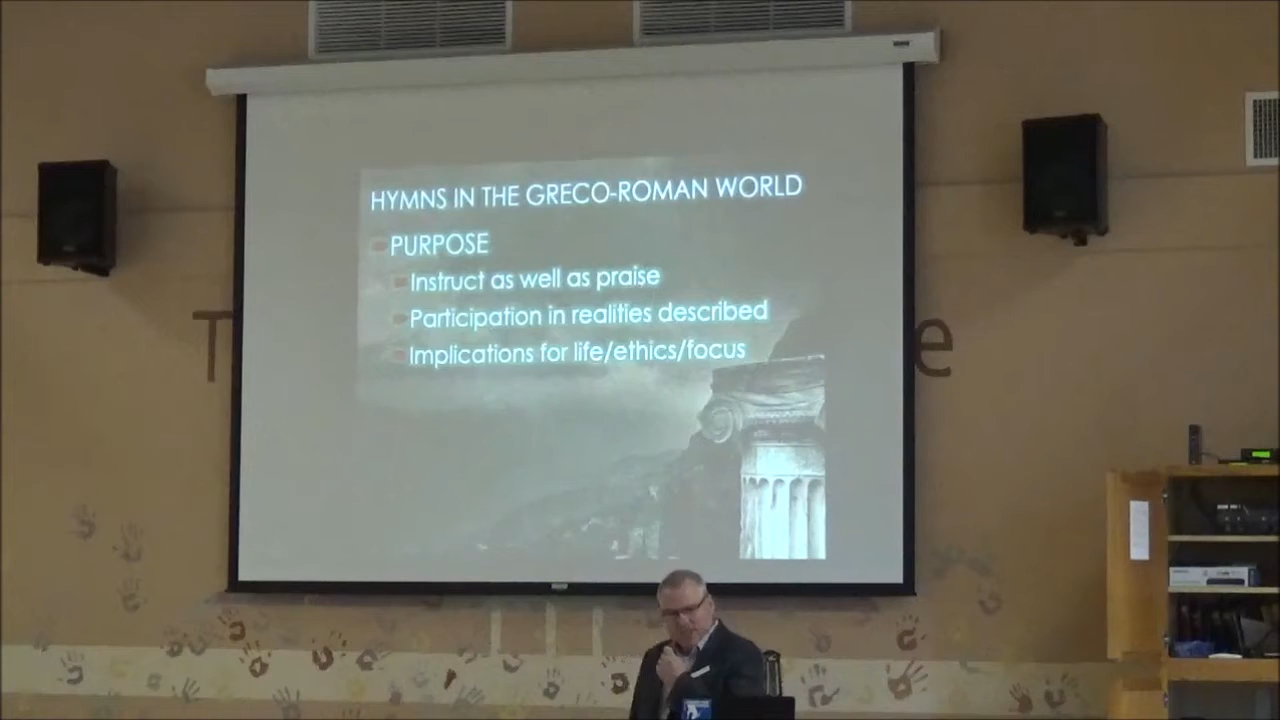 HYMNS IN THE GRECO-ROMAN WORLD
PURPOSE
Instruct as well as praise
Participation in realities described
Implications for life/ethics/focus
T
e